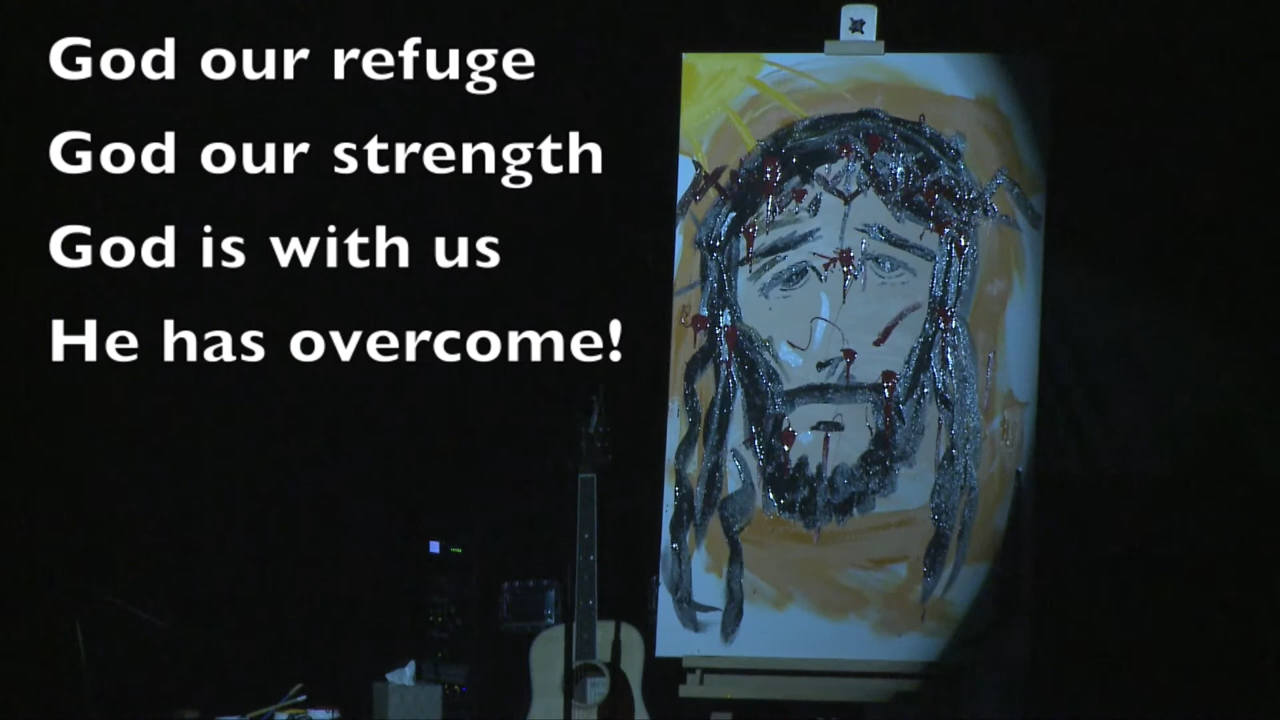 God our refuge
God our strength
God is with us
He has overcome!